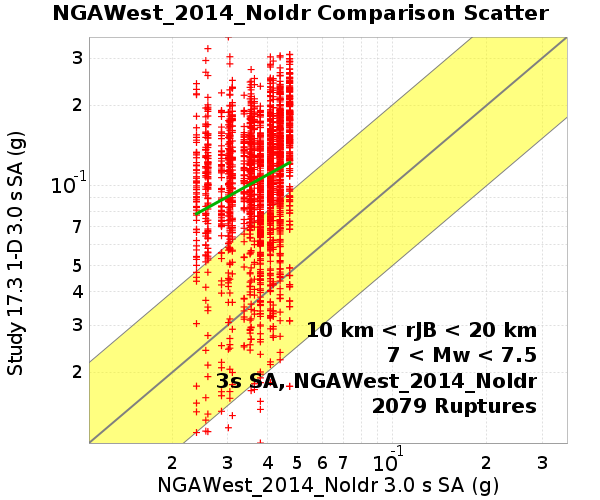 NGAWest_2014_NoIdr Comparison Scatter
Study 17.3 1-D 3.0 s SA (g)
3
2
10-1
7
5
4
3
2
10 km < rJB < 20 km
7 < Mw < 7.5
3s SA, NGAWest_2014_NoIdr
2079 Ruptures
2 3 4 5 6 7 10-1 2 3
NGAWest_2014_NoIdr 3.0 s SA (g)